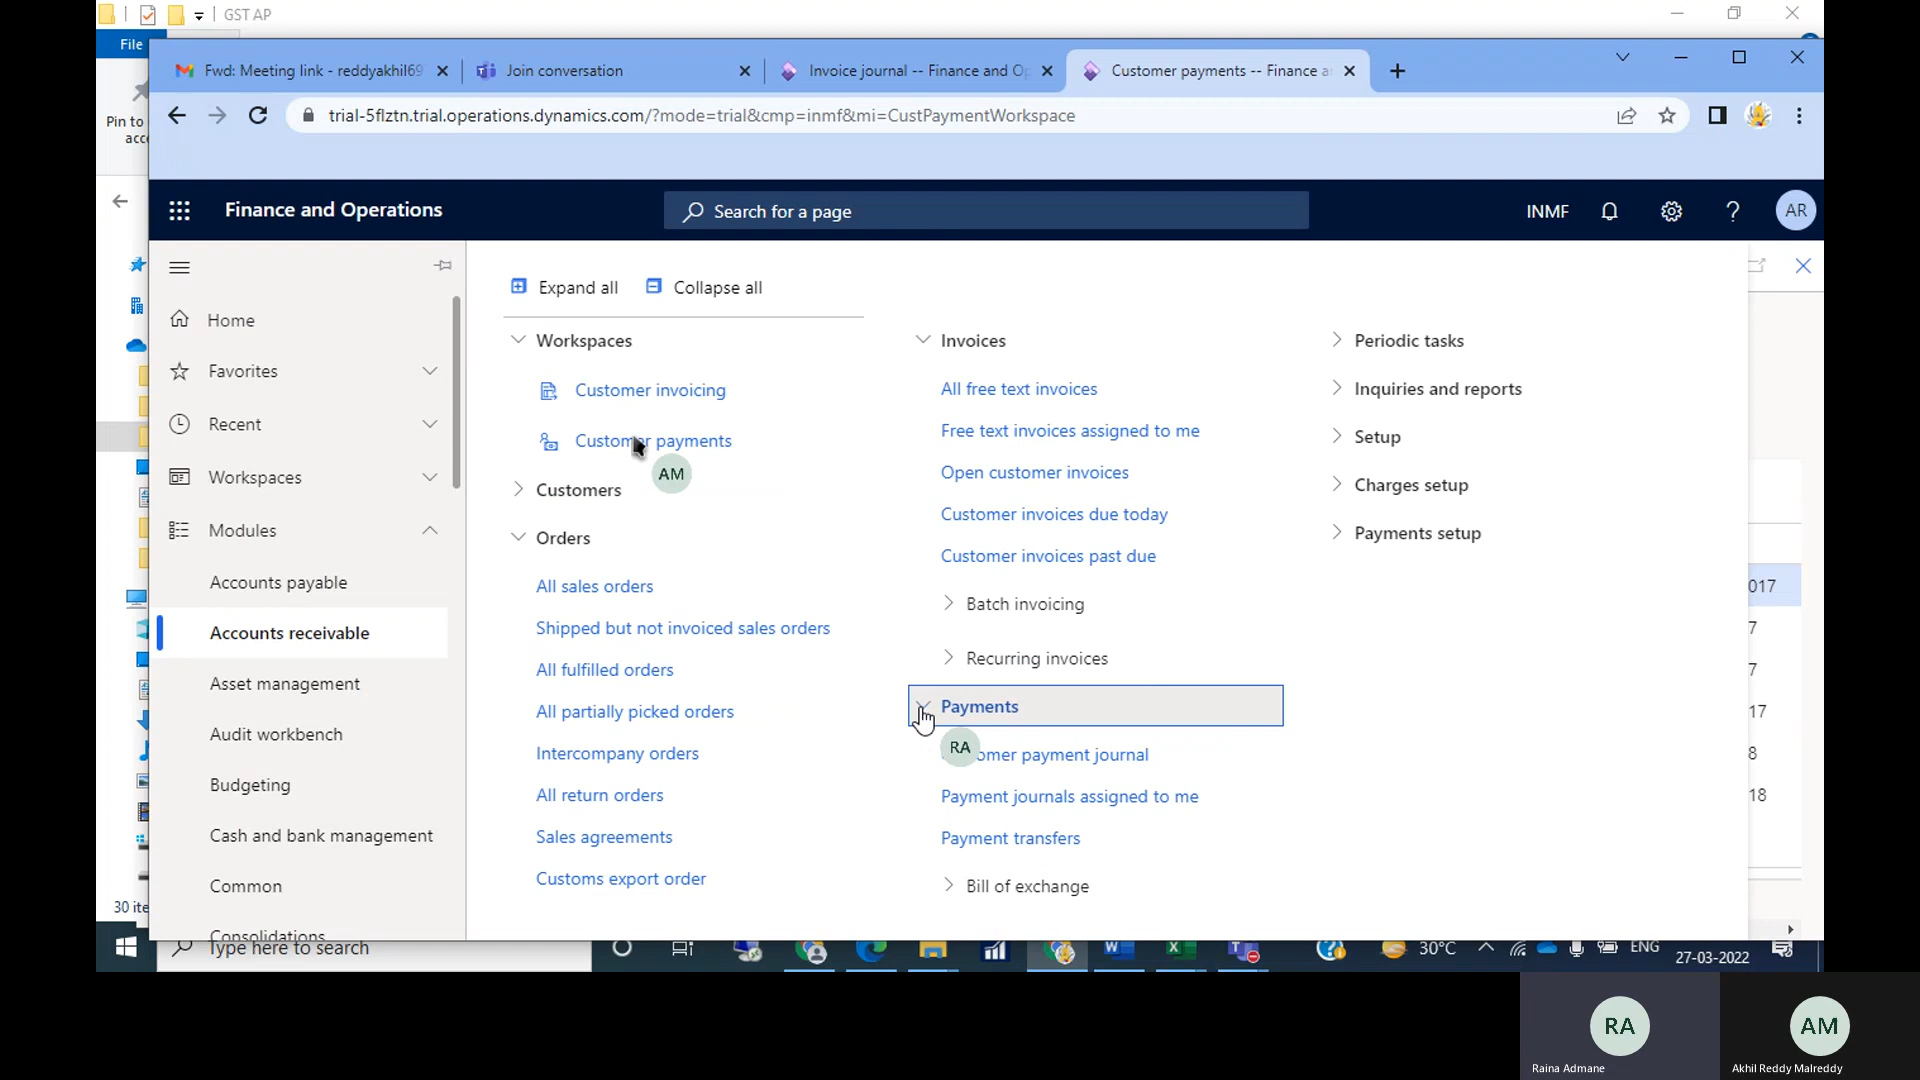 GST AP
File
Fwd: Meeting link - reddyakhil69
Join conversation
Invoice journal -- Finance and Op
Customer payments -- Finance a
Pin to
acc
trial-5flztn.trial.operations.dynamics.com/?mode=trial&cmp=inmf&mi=CustPaymentWorkspace
Finance and Operations
Search for a page
INMF
AR
Expand all
Collapse all
Home
Favorites
Recent
Workspaces
Modules
Accounts payable
Accounts receivable
Asset management
Audit workbench
Budgeting
Cash and bank management
Common
Consolidations
Workspaces
Customer invoicing
Customer payments
AM
Customers
Orders
All sales orders
Shipped but not invoiced sales orders
All fulfilled orders
All partially picked orders
Intercompany orders
All return orders
Sales agreements
Customs export order
Invoices
All free text invoices
Free text invoices assigned to me
Open customer invoices
Customer invoices due today
Customer invoices past due
Batch invoicing
Recurring invoices
Payments
RA
omer payment journal
Payment journals assigned to me
Payment transfers
Bill of exchange
Periodic tasks
Inquiries and reports
Setup
Charges setup
Payments setup
017
7
7
17
8
18
30 ite
Type here to search
30°C
ENG
27-03-2022
RA
Raina Admane
AM
Akhil Reddy Malreddy